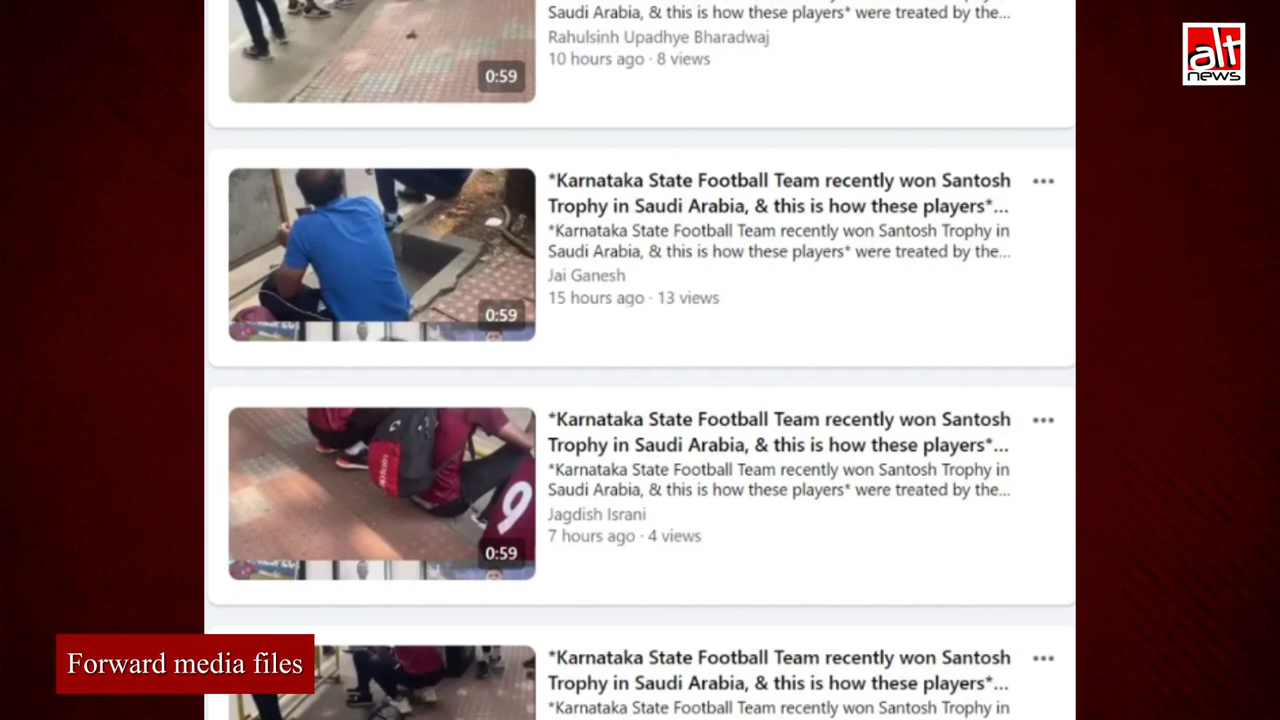 Saudi Arabia, & this is how these players* were treated by the...
Rahulsinh Upadhye Bharadwaj
10 hours ago · 8 views
0:59
alt
news
*Karnataka State Football Team recently won Santosh
Trophy in Saudi Arabia, & this is how these players*...
*Karnataka State Football Team recently won Santosh Trophy in
Saudi Arabia, & this is how these players* were treated by the...
Jai Ganesh
15 hours ago · 13 views
0:59
*Karnataka State Football Team recently won Santosh
Trophy in Saudi Arabia, & this is how these players*...
*Karnataka State Football Team recently won Santosh Trophy in
Saudi Arabia, & this is how these players* were treated by the...
Jagdish Israni
7 hours ago · 4 views
9
0:59
*Karnataka State Football Team recently won Santosh
Trophy in Saudi Arabia, & this is how these players*...
*Karnataka State Football Team recently won Santosh Trophy in
Forward media files